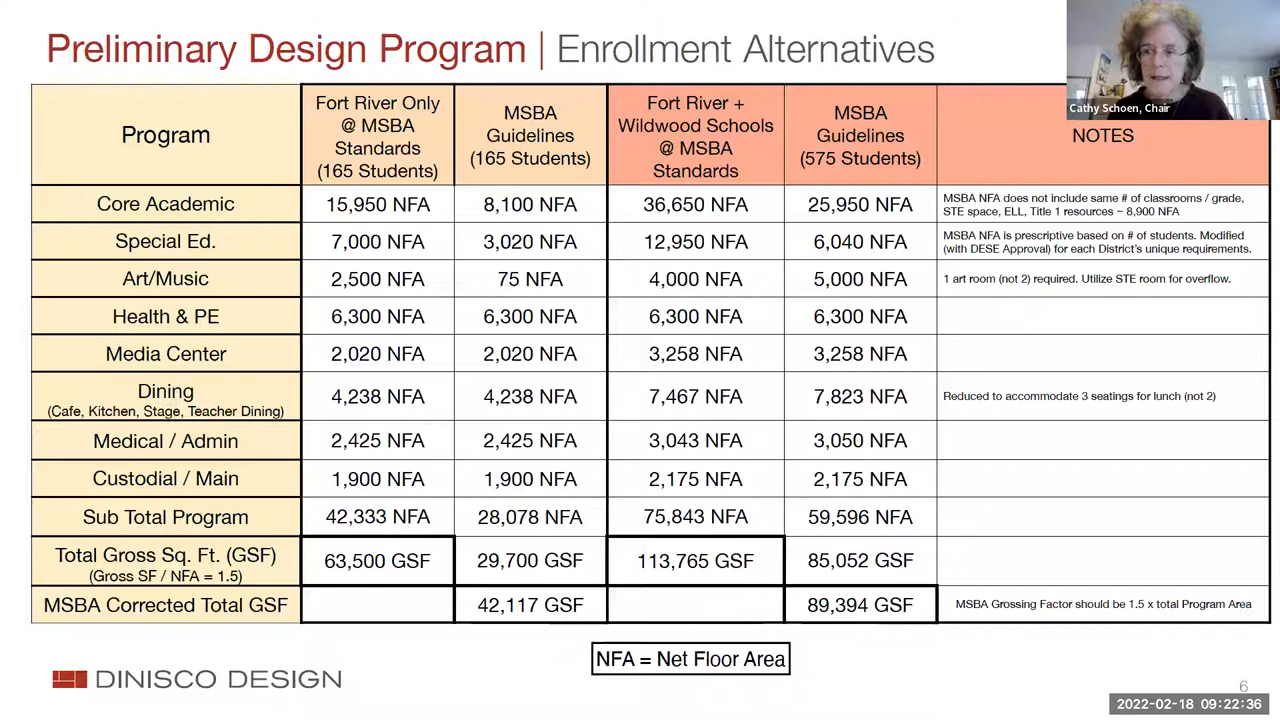 Preliminary Design Program | Enrollment Alternatives
Cathy Schoen, Chair
Program
Fort River Only
@ MSBA
Standards
(165 Students)
MSBA
Guidelines
(165 Students)
Fort River +
Wildwood Schools
@ MSBA
Standards
MSBA
Guidelines
(575 Students)
NOTES
Core Academic
15,950 NFA
8,100 NFA
36,650 NFA
25,950 NFA
MSBA NFA does not include same # of classrooms / grade,
STE space, ELL, Title 1 resources ~ 8,900 NFA
Special Ed.
7,000 NFA
3,020 NFA
12,950 NFA
6,040 NFA
MSBA NFA is prescriptive based on # of students. Modified
(with DESE Approval) for each District's unique requirements.
Art/Music
2,500 NFA
75 NFA
4,000 NFA
5,000 NFA
1 art room (not 2) required. Utilize STE room for overflow.
Health & PE
6,300 NFA
6,300 NFA
6,300 NFA
6,300 NFA
Media Center
2,020 NFA
2,020 NFA
3,258 NFA
3,258 NFA
Dining
(Cafe, Kitchen, Stage, Teacher Dining)
4,238 NFA
4,238 NFA
7,467 NFA
7,823 NFA
Reduced to accommodate 3 seatings for lunch (not 2)
Medical / Admin
2,425 NFA
2,425 NFA
3,043 NFA
3,050 NFA
Custodial / Main
1,900 NFA
1,900 NFA
2,175 NFA
2,175 NFA
Sub Total Program
42,333 NFA
28,078 NFA
75,843 NFA
59,596 NFA
Total Gross Sq. Ft. (GSF)
(Gross SF / NFA = 1.5)
63,500 GSF
29,700 GSF
113,765 GSF
85,052 GSF
MSBA Corrected Total GSF
42,117 GSF
89,394 GSF
MSBA Grossing Factor should be 1.5 x total Program Area
NFA = Net Floor Area
DINISCO DESIGN
6
2022-02-18 09:22:36